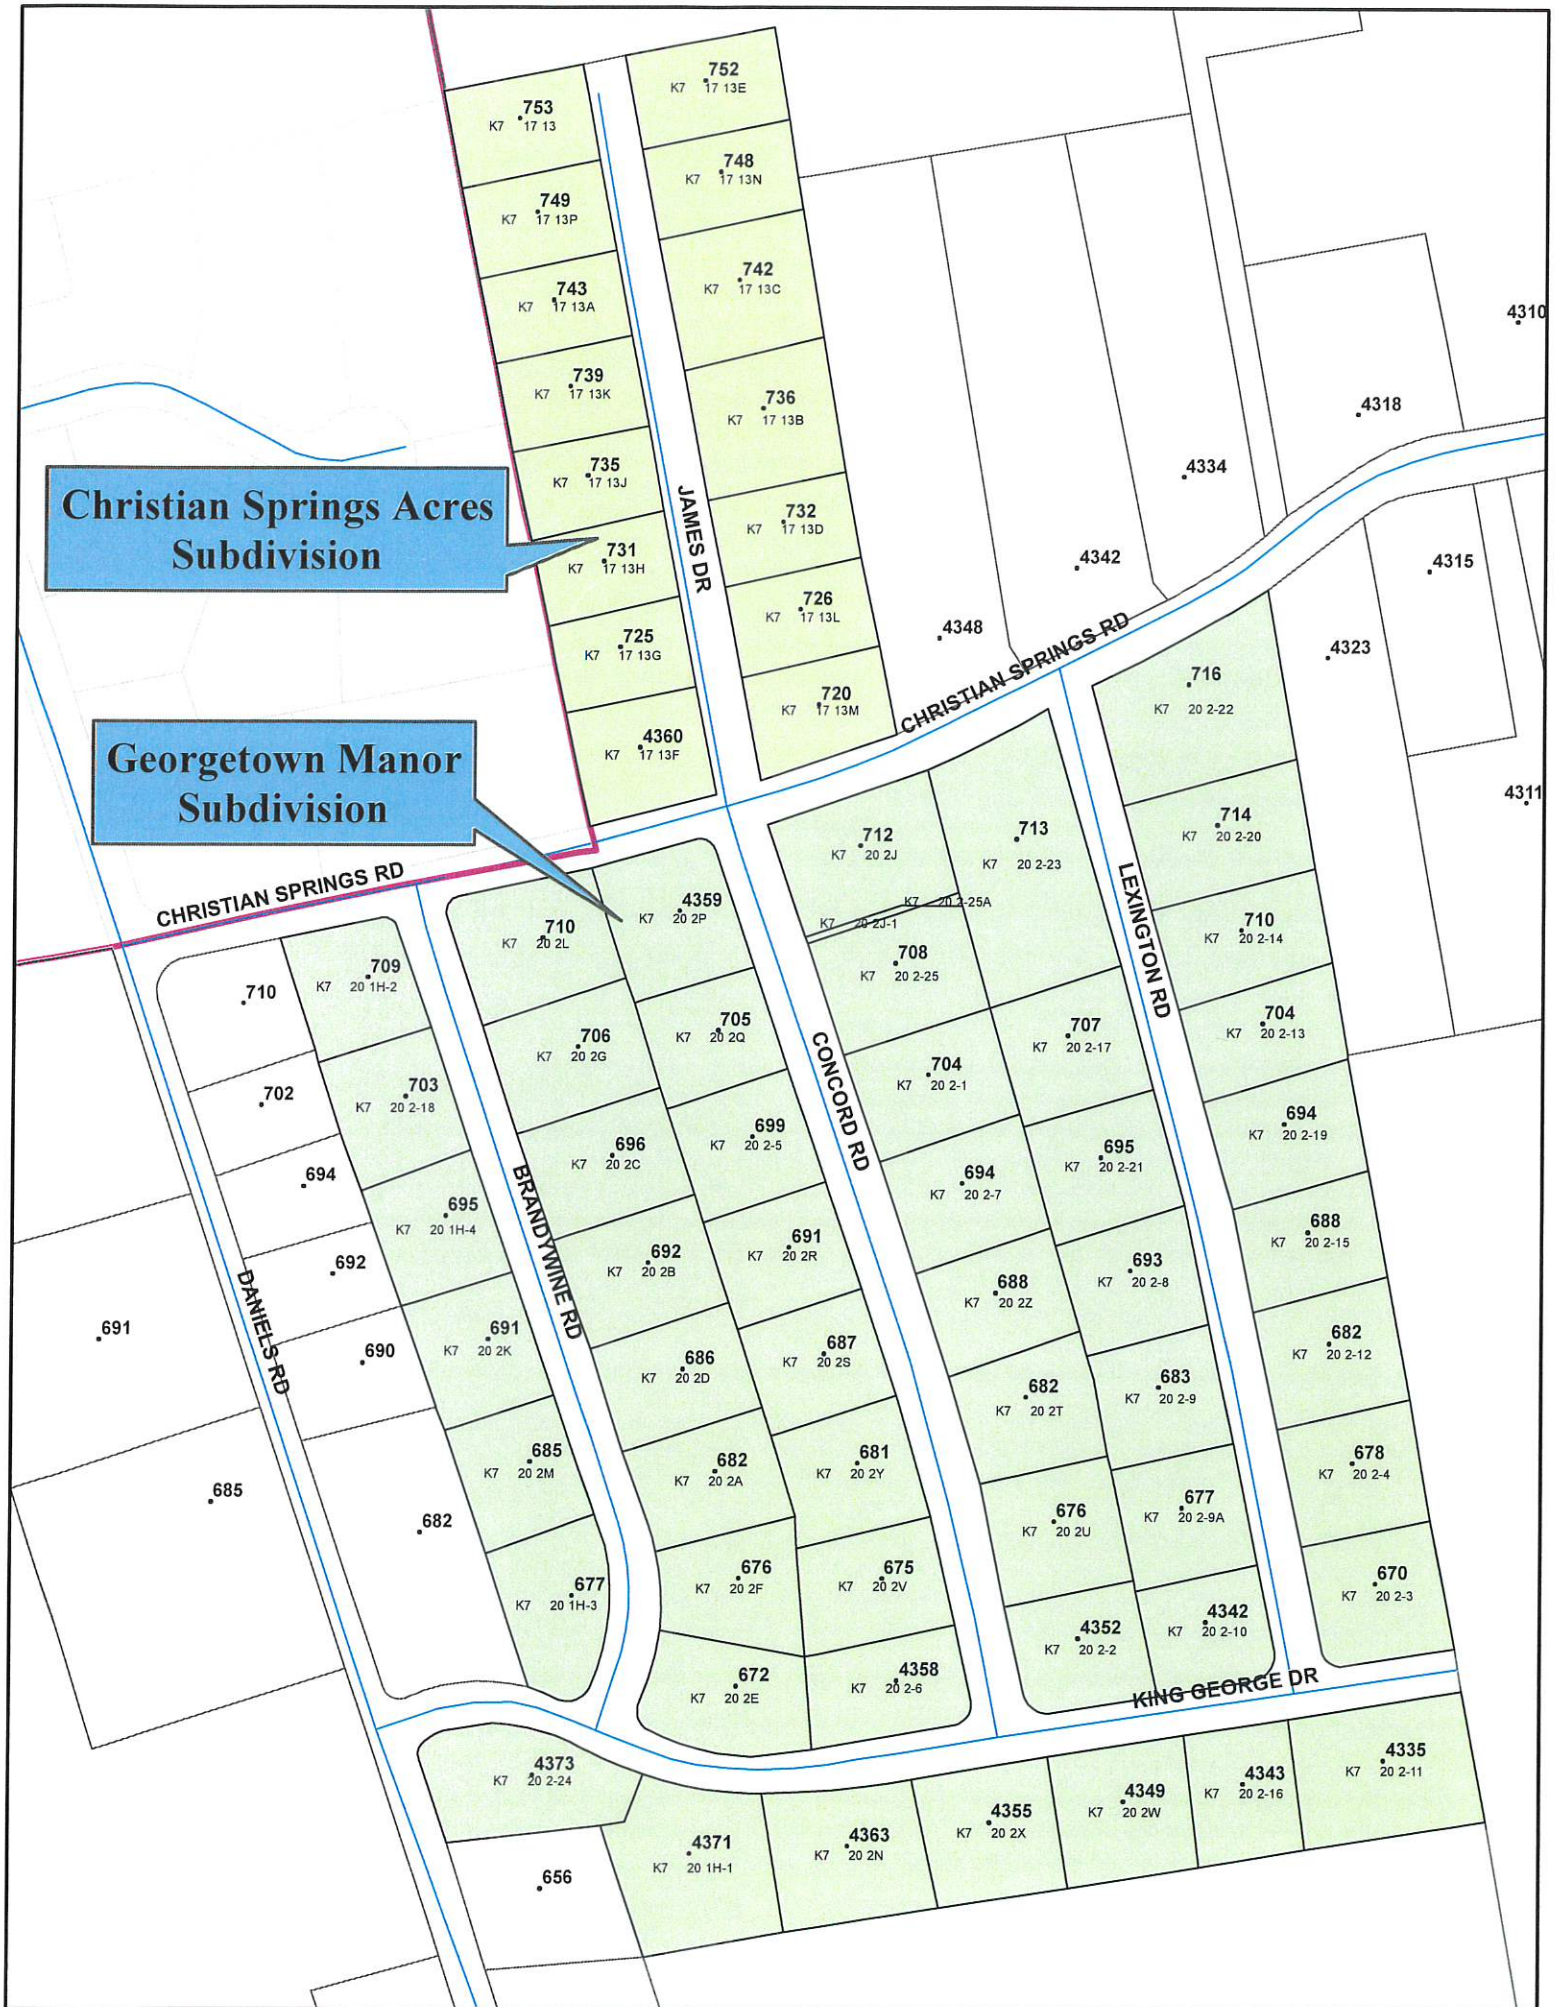 753
K7 17 13
752
K7 17 13E
749
K7 17 13P
748
K7 17 13N
743
K7 17 13A
742
K7 17 13C
739
K7 17 13K
736
K7 17 13B
735
K7 17 13J
732
K7 17 13D
731
K7 17 13H
726
K7 17 13L
725
K7 17 13G
720
K7 17 13M
4360
K7 17 13F
JAMES DR
Christian Springs Acres
Subdivision
Georgetown Manor
Subdivision
4310
4318
4334
4342
4348
4315
4323
4311
CHRISTIAN SPRINGS RD
CHRISTIAN SPRINGS RD
716
K7 20 2-22
714
K7 20 2-20
710
K7 20 2-14
704
K7 20 2-13
694
K7 20 2-19
688
K7 20 2-15
682
K7 20 2-12
678
K7 20 2-4
670
K7 20 2-3
LEXINGTON RD
712
K7 20 2J
713
K7 20 2-23
K7 20 2-25A
K7 20 2J-1
708
K7 20 2-25
707
K7 20 2-17
704
K7 20 2-1
695
K7 20 2-21
694
K7 20 2-7
693
K7 20 2-8
688
K7 20 2Z
683
K7 20 2-9
682
K7 20 2T
677
K7 20 2-9A
676
K7 20 2U
4342
K7 20 2-10
4352
K7 20 2-2
CONCORD RD
4359
K7 20 2P
710
K7 20 2L
705
K7 20 2Q
706
K7 20 2G
699
K7 20 2-5
696
K7 20 2C
691
K7 20 2R
692
K7 20 2B
687
K7 20 2S
686
K7 20 2D
681
K7 20 2Y
682
K7 20 2A
675
K7 20 2V
676
K7 20 2F
4358
K7 20 2-6
672
K7 20 2E
BRANDYWINE RD
709
K7 20 1H-2
703
K7 20 2-18
695
K7 20 1H-4
691
K7 20 2K
685
K7 20 2M
677
K7 20 1H-3
710
702
694
692
690
682
DANIELS RD
691
685
KING GEORGE DR
4373
K7 20 2-24
4371
K7 20 1H-1
4363
K7 20 2N
4355
K7 20 2X
4349
K7 20 2W
4343
K7 20 2-16
4335
K7 20 2-11
656